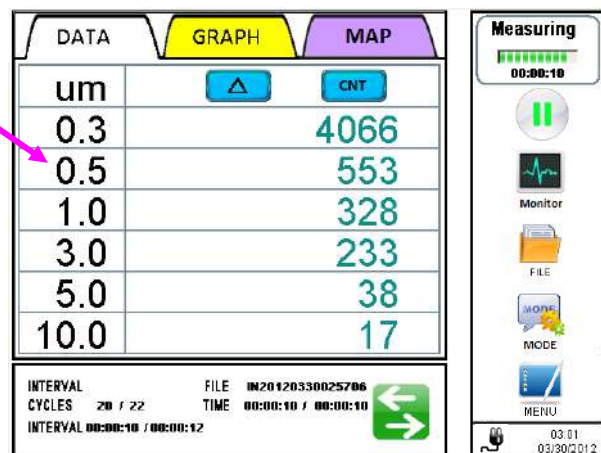 DATA GRAPH MAP
um Δ CNT
0.3 4066
0.5 553
1.0 328
3.0 233
5.0 38
10.0 17
INTERVAL FILE IN20120330025706
CYCLES 20 / 22 TIME 00:00:10 / 00:00:10
INTERVAL 00:00:10 / 00:00:12
Measuring
00:00:10
Monitor
FILE
MODE
MODE
MENU
03:01
03/30/2012